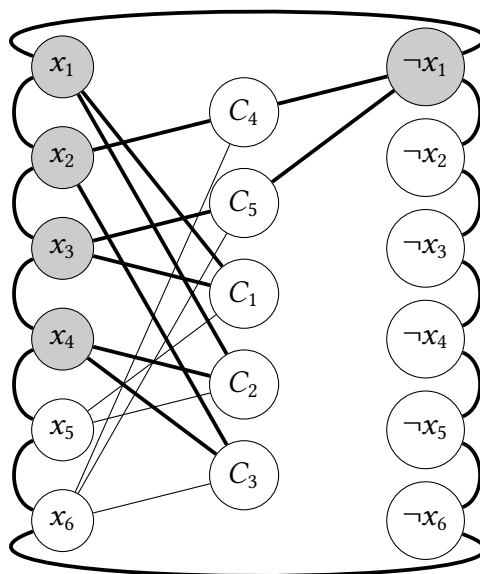 x₁
x₂
x₃
x₄
x₅
x₆
C₄
C₅
C₁
C₂
C₃
¬x₁
¬x₂
¬x₃
¬x₄
¬x₅
¬x₆